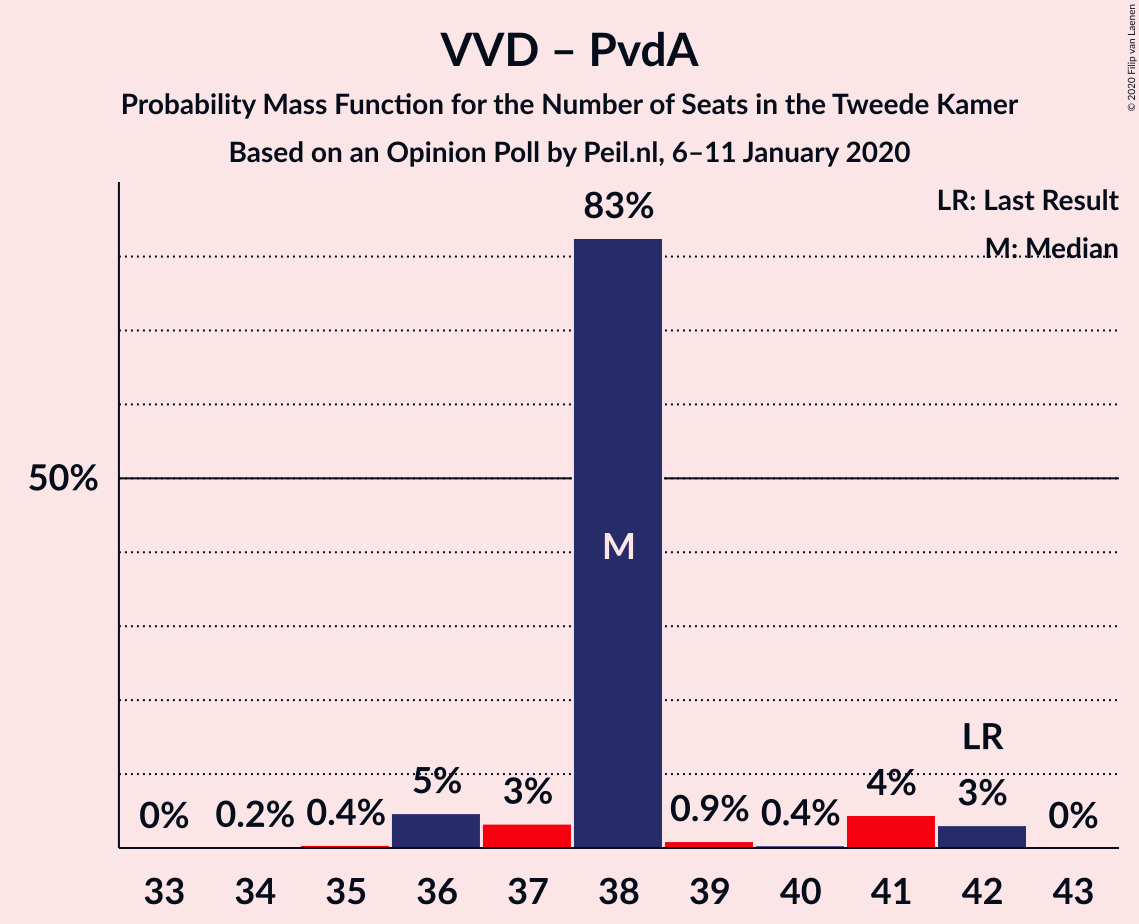 VVD – PvdA
Probability Mass Function for the Number of Seats in the Tweede Kamer
Based on an Opinion Poll by Peil.nl, 6–11 January 2020
© 2020 Filip van Laenen
LR: Last Result
M: Median
50%
0%
0.2%
0.4%
5%
3%
83%
M
0.9%
0.4%
4%
LR
3%
0%
33 34 35 36 37 38 39 40 41 42 43